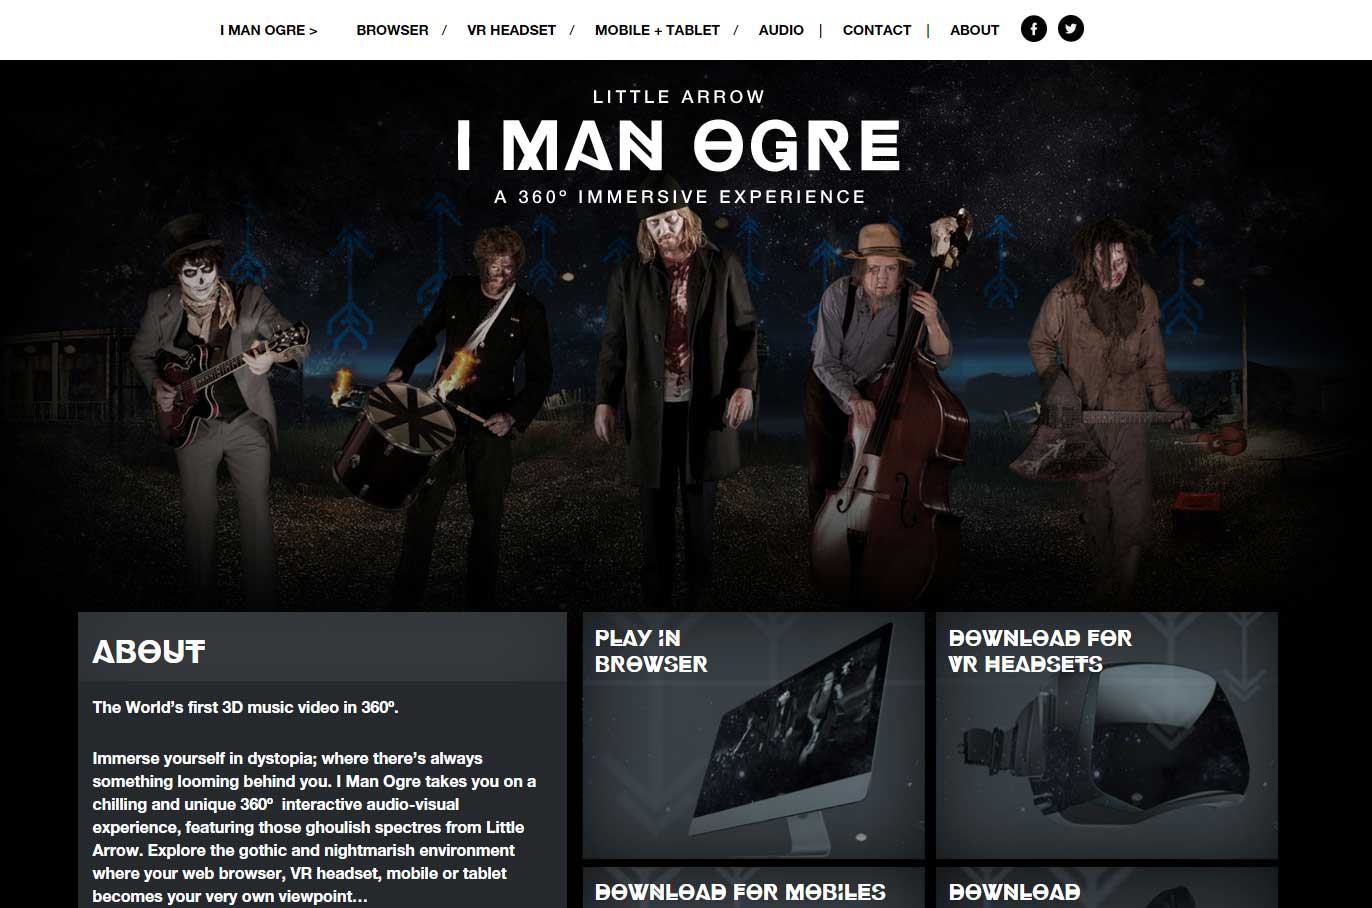 I MAN OGRE > BROWSER / VR HEADSET / MOBILE + TABLET / AUDIO | CONTACT | ABOUT
LITTLE ARROW
I MAN OGRE
A 360º IMMERSIVE EXPERIENCE
ABOUT
The World’s first 3D music video in 360º.
Immerse yourself in dystopia; where there’s always
something looming behind you. I Man Ogre takes you on a
chilling and unique 360º  interactive audio-visual
experience, featuring those ghoulish spectres from Little
Arrow. Explore the gothic and nightmarish environment
where your web browser, VR headset, mobile or tablet
becomes your very own viewpoint…
PLAY IN
BROWSER
DOWNLOAD FOR
VR HEADSETS
DOWNLOAD FOR MOBILES
DOWNLOAD